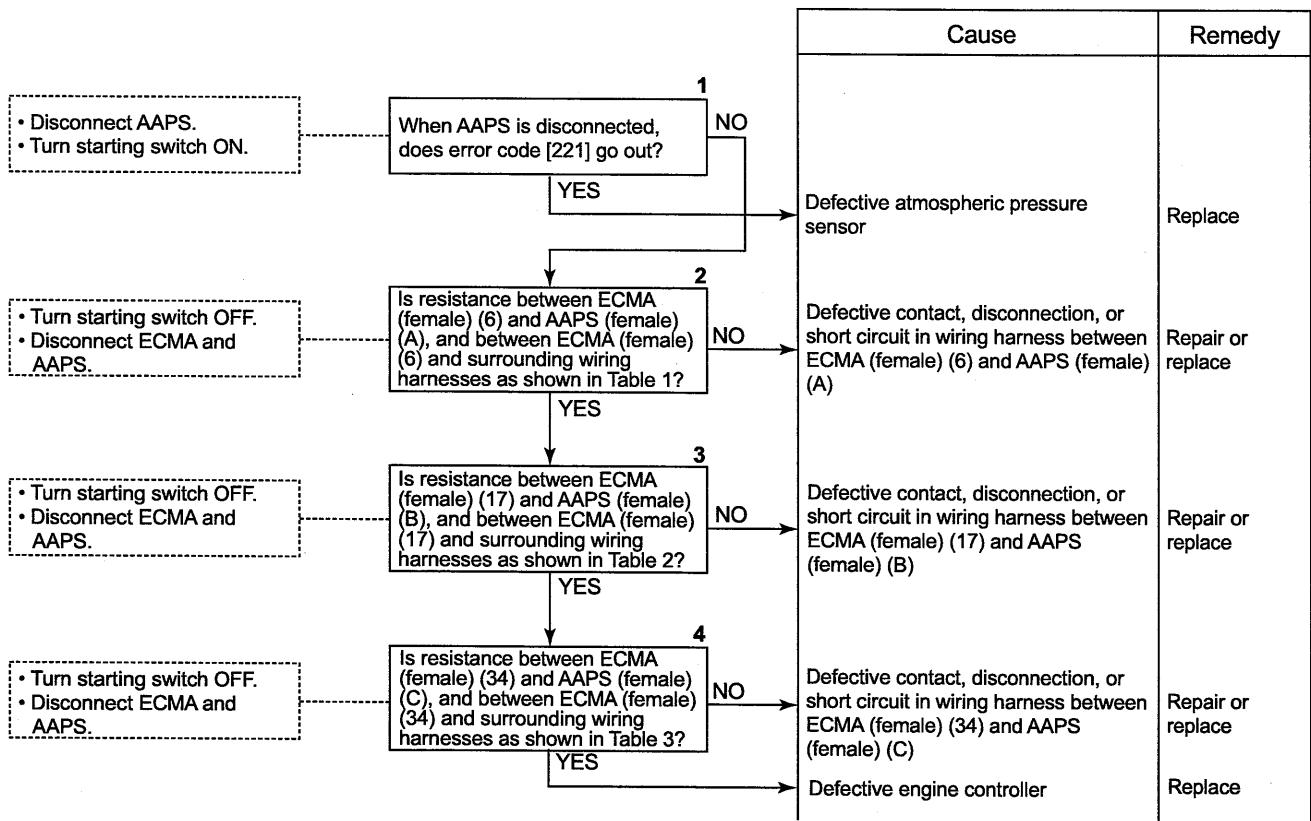 Cause
Remedy
1
• Disconnect AAPS.
• Turn starting switch ON.
When AAPS is disconnected,
does error code [221] go out?
NO
YES
Defective atmospheric pressure
sensor
Replace
2
• Turn starting switch OFF.
• Disconnect ECMA and
AAPS.
Is resistance between ECMA
(female) (6) and AAPS (female)
(A), and between ECMA (female)
(6) and surrounding wiring
harnesses as shown in Table 1?
NO
YES
Defective contact, disconnection, or
short circuit in wiring harness between
ECMA (female) (6) and AAPS (female)
(A)
Repair or
replace
3
• Turn starting switch OFF.
• Disconnect ECMA and
AAPS.
Is resistance between ECMA
(female) (17) and AAPS (female)
(B), and between ECMA (female)
(17) and surrounding wiring
harnesses as shown in Table 2?
NO
YES
Defective contact, disconnection, or
short circuit in wiring harness between
ECMA (female) (17) and AAPS
(female) (B)
Repair or
replace
4
• Turn starting switch OFF.
• Disconnect ECMA and
AAPS.
Is resistance between ECMA
(female) (34) and AAPS (female)
(C), and between ECMA (female)
(34) and surrounding wiring
harnesses as shown in Table 3?
NO
YES
Defective contact, disconnection, or
short circuit in wiring harness between
ECMA (female) (34) and AAPS
(female) (C)
Repair or
replace
Defective engine controller
Replace